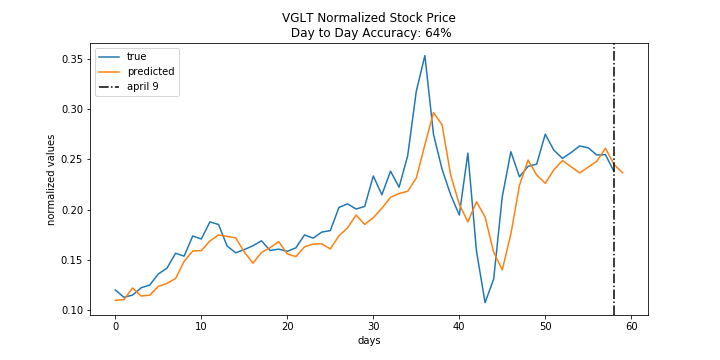 VGLT Normalized Stock Price
Day to Day Accuracy: 64%
true
predicted
april 9
normalized values
0.35
0.30
0.25
0.20
0.15
0.10
0
10
20
30
40
50
60
days